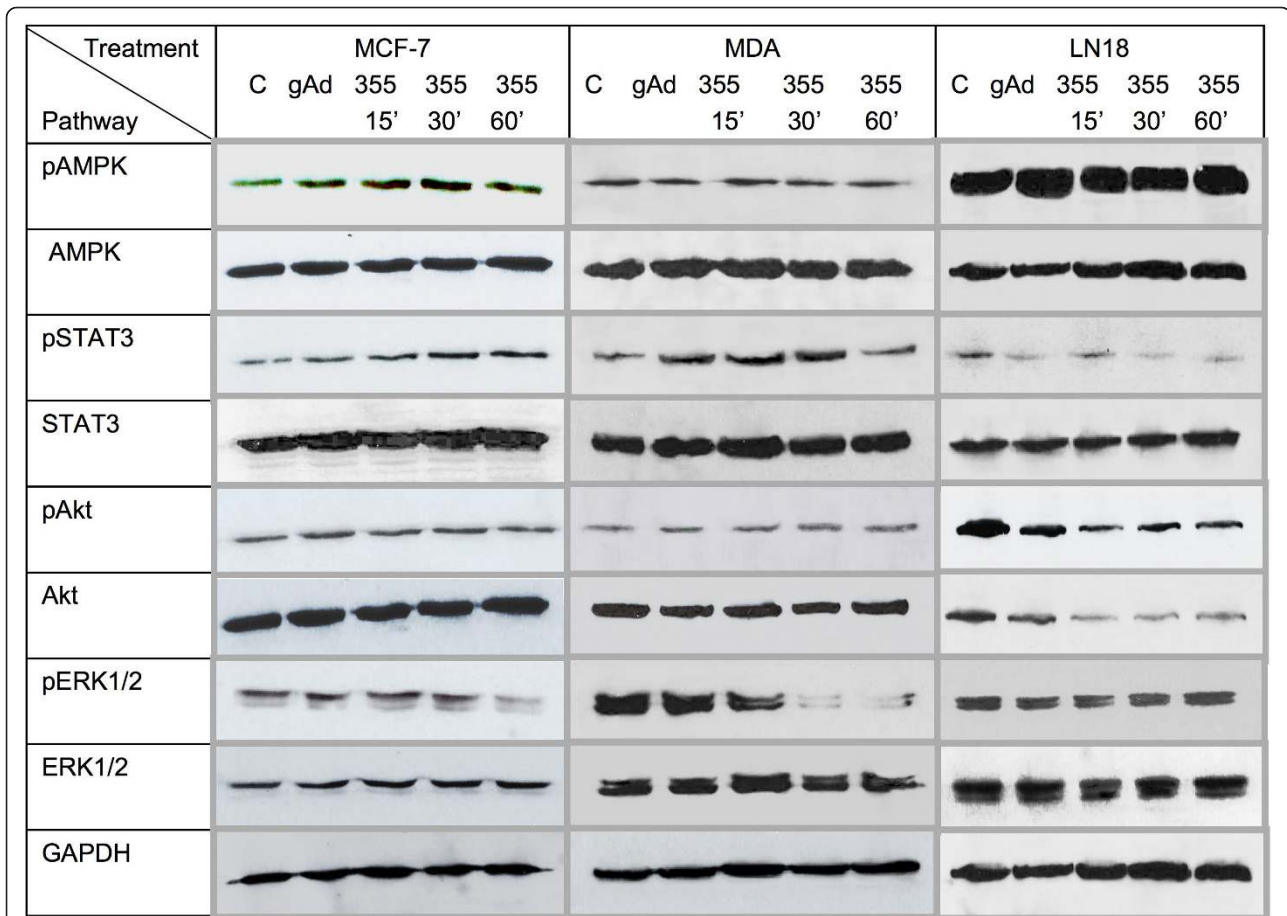 Treatment MCF-7 MDA LN18
C gAd 355 355 355 C gAd 355 355 355 C gAd 355 355 355
Pathway 15’ 30’ 60’ 15’ 30’ 60’ 15’ 30’ 60’
pAMPK
AMPK
pSTAT3
STAT3
pAkt
Akt
pERK1/2
ERK1/2
GAPDH